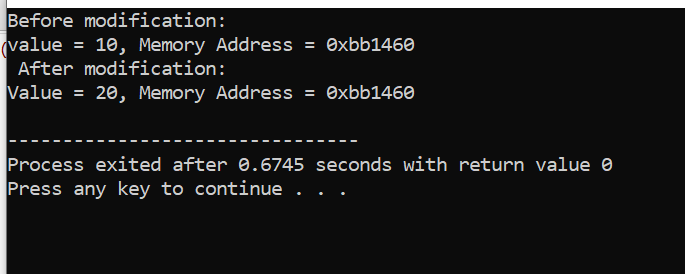 Before modification:
value = 10, Memory Address = 0xbb1460
 After modification:
Value = 20, Memory Address = 0xbb1460
--------------------------------
Process exited after 0.6745 seconds with return value 0
Press any key to continue . . .